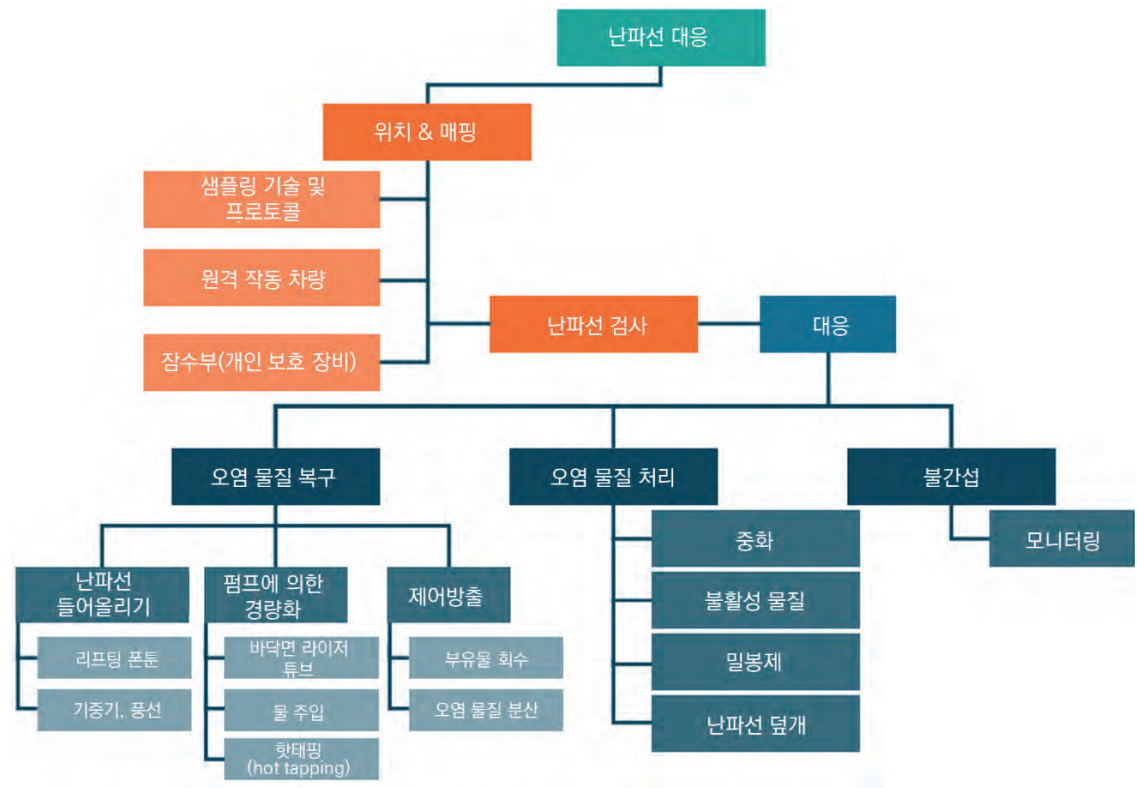 난파선 대응
위치 & 매핑
샘플링 기술 및
프로토콜
원격 작동 차량
잠수부(개인 보호 장비)
난파선 검사
대응
오염 물질 복구
오염 물질 처리
불간섭
난파선
들어올리기
리프팅 폰툰
기중기, 풍선
펌프에 의한
경량화
바닥면 라이저
튜브
물 주입
핫태핑
(hot tapping)
제어방출
부유물 회수
오염 물질 분산
중화
불활성 물질
밀봉제
난파선 덮개
모니터링